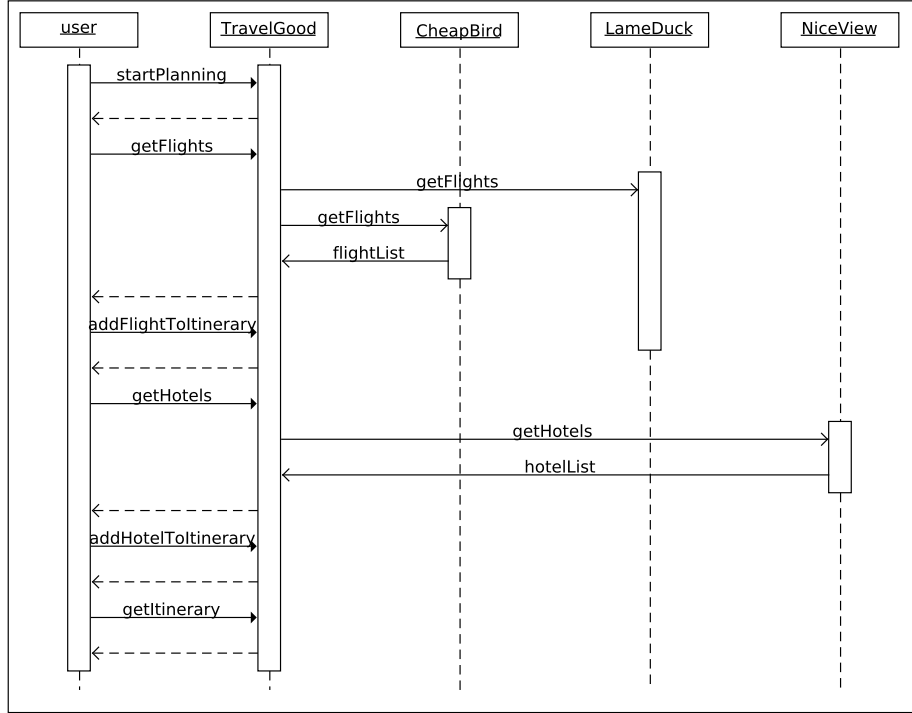 user
TravelGood
CheapBird
LameDuck
NiceView
startPlanning
getFlights
getFlights
getFlights
flightList
addFlightToItinerary
getHotels
getHotels
hotelList
addHotelToItinerary
getItinerary